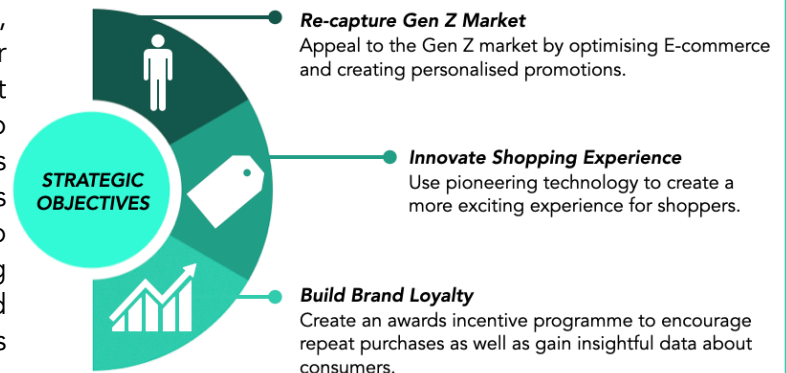 ,
r
t
o
s
s
o
g
d
s
STRATEGIC
OBJECTIVES
Re-capture Gen Z Market
Appeal to the Gen Z market by optimising E-commerce
and creating personalised promotions.
Innovate Shopping Experience
Use pioneering technology to create a
more exciting experience for shoppers.
Build Brand Loyalty
Create an awards incentive programme to encourage
repeat purchases as well as gain insightful data about
consumers.